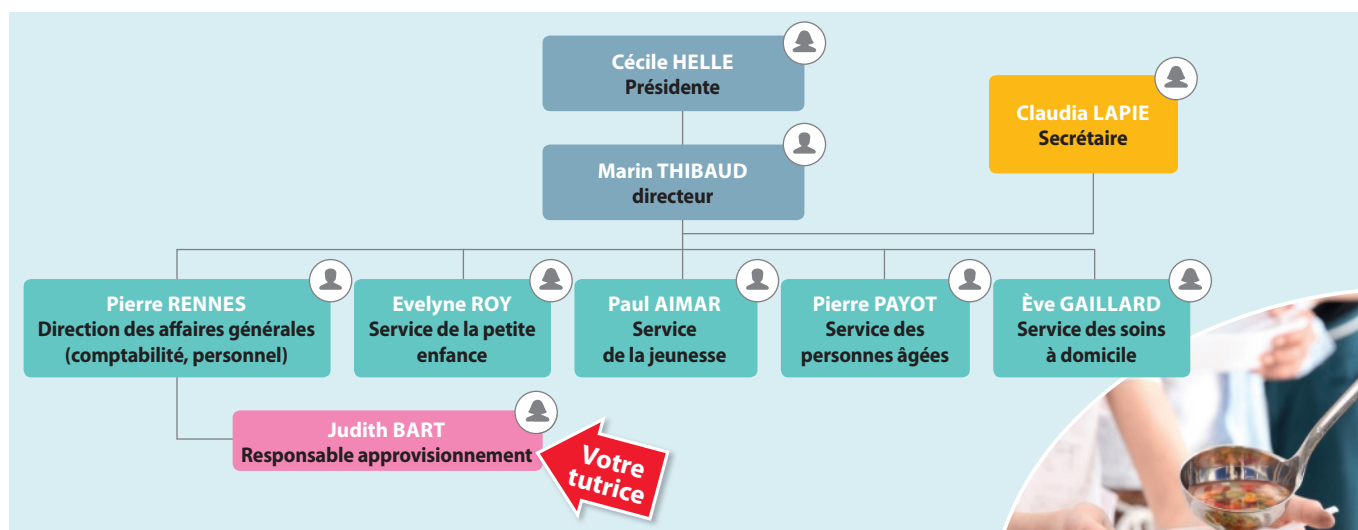 Cécile HELLE
Présidente
Claudia LAPIE
Secrétaire
Marin THIBAUD
directeur
Pierre RENNES
Direction des affaires générales
(comptabilité, personnel)
Evelyne ROY
Service de la petite
enfance
Paul AIMAR
Service
de la jeunesse
Pierre PAYOT
Service des
personnes âgées
Ève GAILLARD
Service des soins
à domicile
Judith BART
Responsable approvisionnement
Votre
tutrice